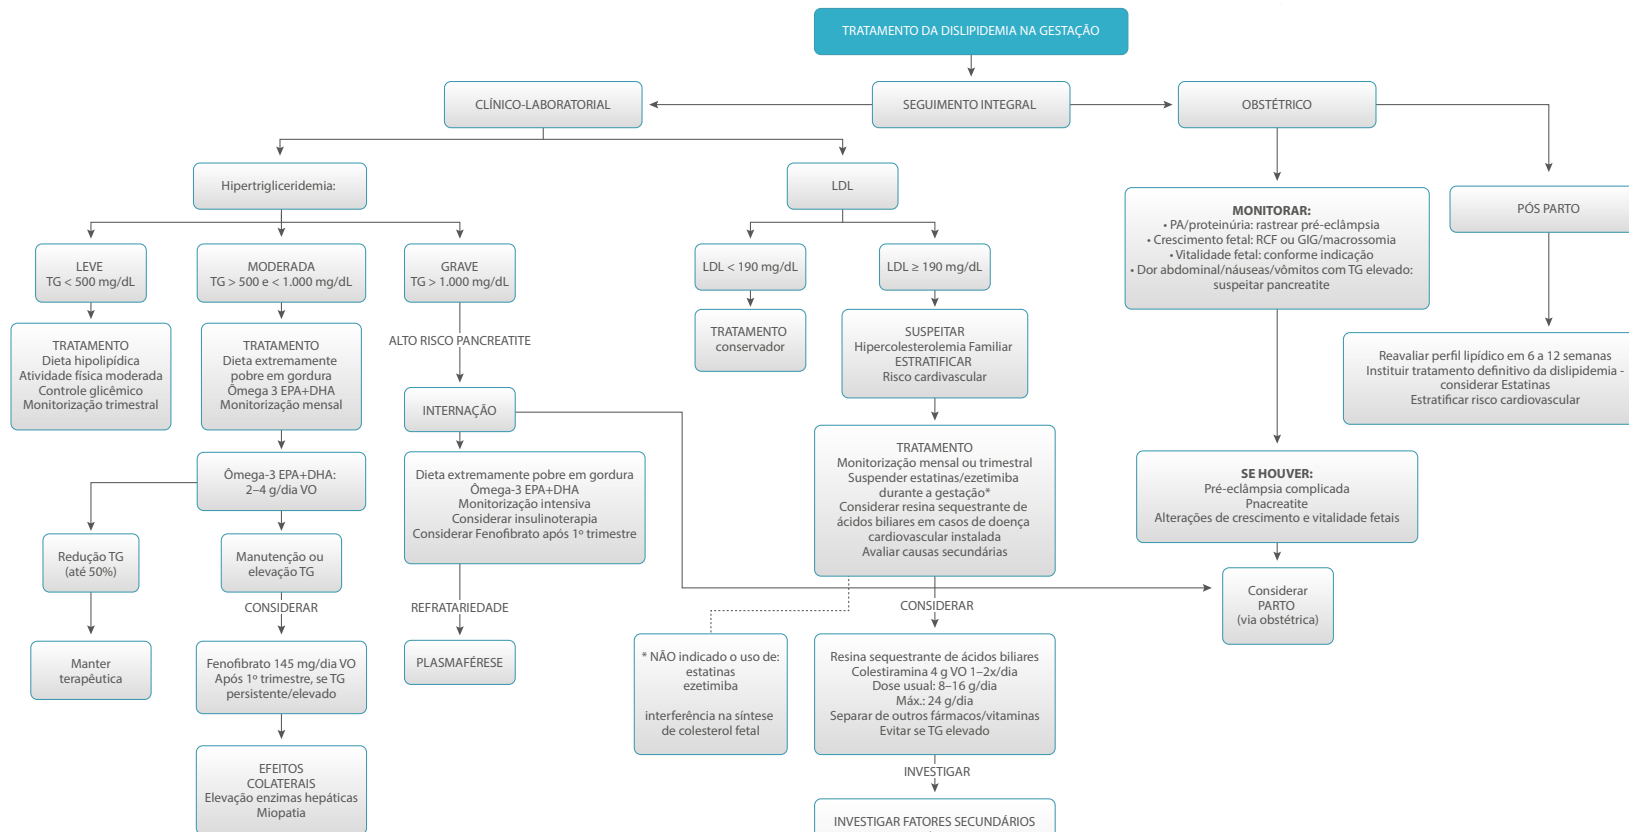 TRATAMENTO DA DISLIPIDEMIA NA GESTAÇÃO
CLÍNICO-LABORATORIAL
SEGUIMENTO INTEGRAL
OBSTÉTRICO
Hipertrigliceridemia:
LDL
MONITORAR:
• PA/proteinúria: rastrear pré-eclâmpsia
• Crescimento fetal: RCF ou GIG/macrossomia
• Vitalidade fetal: conforme indicação
• Dor abdominal/náuseas/vômitos com TG elevado:
suspeitar pancreatite
PÓS PARTO
LEVE
TG < 500 mg/dL
MODERADA
TG > 500 e < 1.000 mg/dL
GRAVE
TG > 1.000 mg/dL
LDL < 190 mg/dL
LDL ≥ 190 mg/dL
TRATAMENTO
Dieta hipolipídica
Atividade física moderada
Controle glicêmico
Monitorização trimestral
TRATAMENTO
Dieta extremamente
pobre em gordura
Ômega 3 EPA+DHA
Monitorização mensal
ALTO RISCO PANCREATITE
TRATAMENTO
conservador
SUSPEITAR
Hipercolesterolemia Familiar
ESTRATIFICAR
Risco cardvascular
Reavaliar perfil lipídico em 6 a 12 semanas
Instituir tratamento definitivo da dislipidemia -
considerar Estatinas
Estratificar risco cardiovascular
INTERNAÇÃO
Ômega-3 EPA+DHA:
2–4 g/dia VO
Dieta extremamente pobre em gordura
Ômega-3 EPA+DHA
Monitorização intensiva
Considerar insulinoterapia
Considerar Fenofibrato após 1º trimestre
TRATAMENTO
Monitorização mensal ou trimestral
Suspender estatinas/ezetimiba
durante a gestação*
Considerar resina sequestrante de
ácidos biliares em casos de doença
cardiovascular instalada
Avaliar causas secundárias
SE HOUVER:
Pré-eclâmpsia complicada
Pnacreatite
Alterações de crescimento e vitalidade fetais
Redução TG
(até 50%)
Manutenção ou
elevação TG
CONSIDERAR
REFRATARIEDADE
CONSIDERAR
Considerar
PARTO
(via obstétrica)
Manter
terapêutica
Fenofibrato 145 mg/dia VO
Após 1º trimestre, se TG
persistente/elevado
PLASMAFÉRESE
* NÃO indicado o uso de:
estatinas
ezetimiba
interferência na síntese
de colesterol fetal
Resina sequestrante de ácidos biliares
Colestiramina 4 g VO 1–2x/dia
Dose usual: 8–16 g/dia
Máx.: 24 g/dia
Separar de outros fármacos/vitaminas
Evitar se TG elevado
EFEITOS
COLATERAIS
Elevação enzimas hepáticas
Miopatia
INVESTIGAR
INVESTIGAR FATORES SECUNDÁRIOS